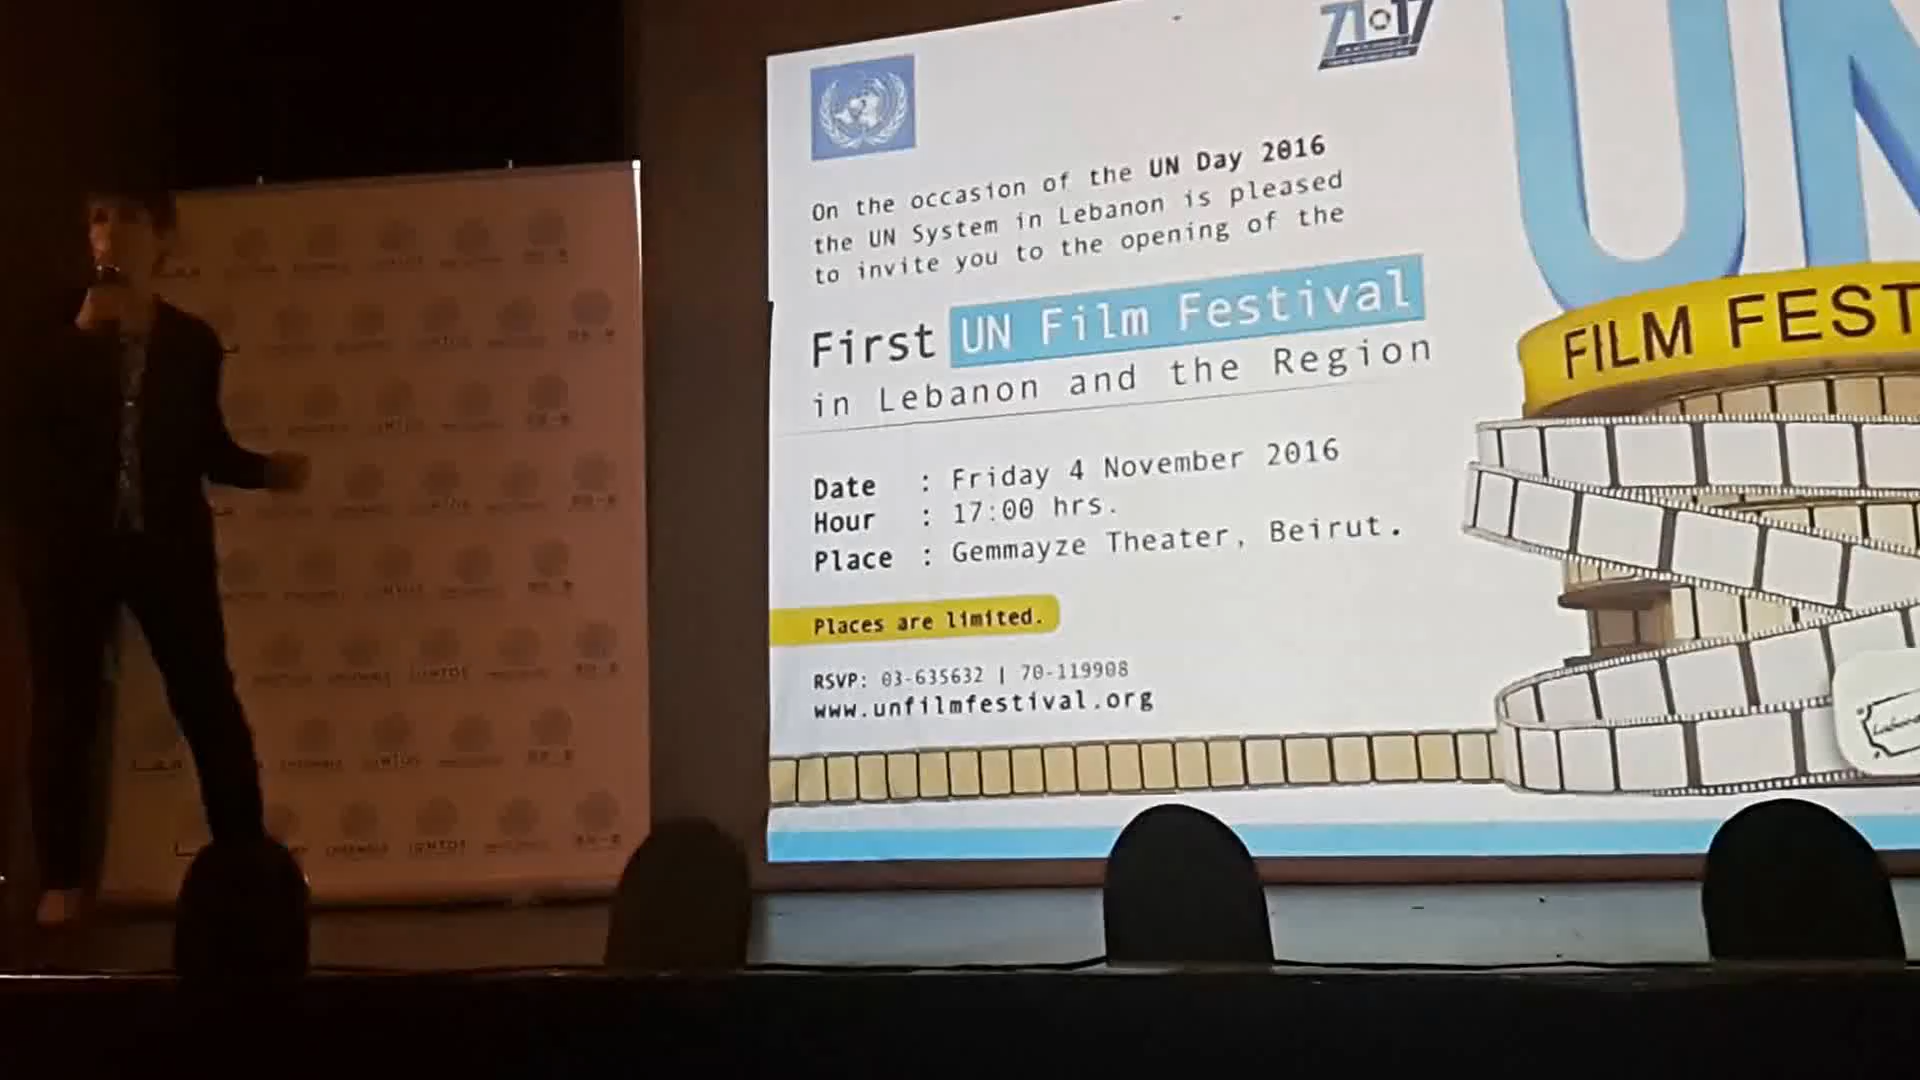 71017
On the occasion of the UN Day 2016
the UN System in Lebanon is pleased
to invite you to the opening of the
First UN Film Festival
in Lebanon and the Region
Date : Friday 4 November 2016
Hour : 17:00 hrs.
Place : Gemmayze Theater, Beirut.
Places are limited.
RSVP: 03-635632 | 70-119908
www.unfilmfestival.org
UN
FILM FEST